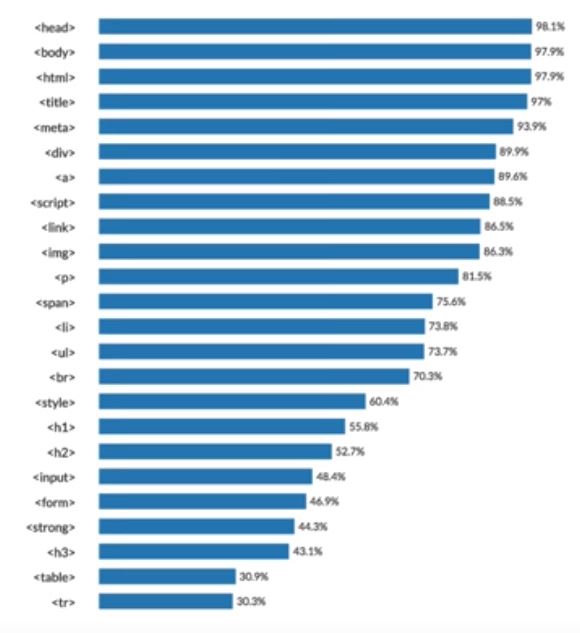 <head> 98.1%
<body> 97.9%
<html> 97.9%
<title> 97%
<meta> 93.9%
<div> 89.9%
<a> 89.6%
<script> 88.5%
<link> 86.5%
<img> 86.3%
<p> 81.5%
<span> 75.6%
<li> 73.8%
<ul> 73.7%
<br> 70.3%
<style> 60.4%
<h1> 55.8%
<h2> 52.7%
<input> 48.4%
<form> 46.9%
<strong> 44.3%
<h3> 43.1%
<table> 30.9%
<tr> 30.3%